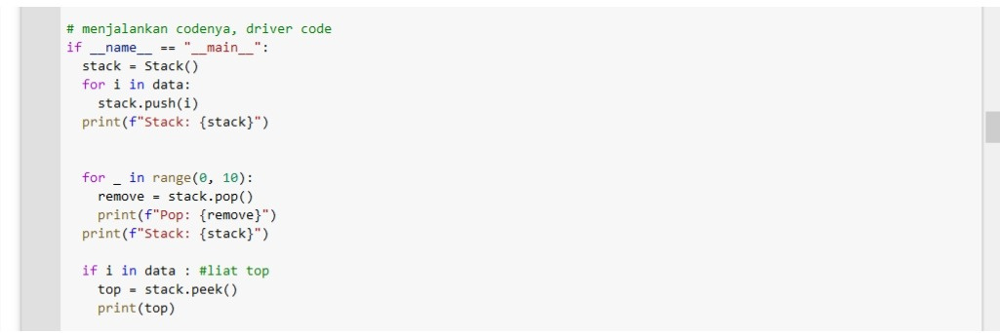 # menjalankan codenya, driver code
if __name__ == "__main__":
  stack = Stack()
  for i in data:
    stack.push(i)
  print(f"Stack: {stack}")
  for _ in range(0, 10):
    remove = stack.pop()
    print(f"Pop: {remove}")
  print(f"Stack: {stack}")
  if i in data : #liat top
    top = stack.peek()
    print(top)